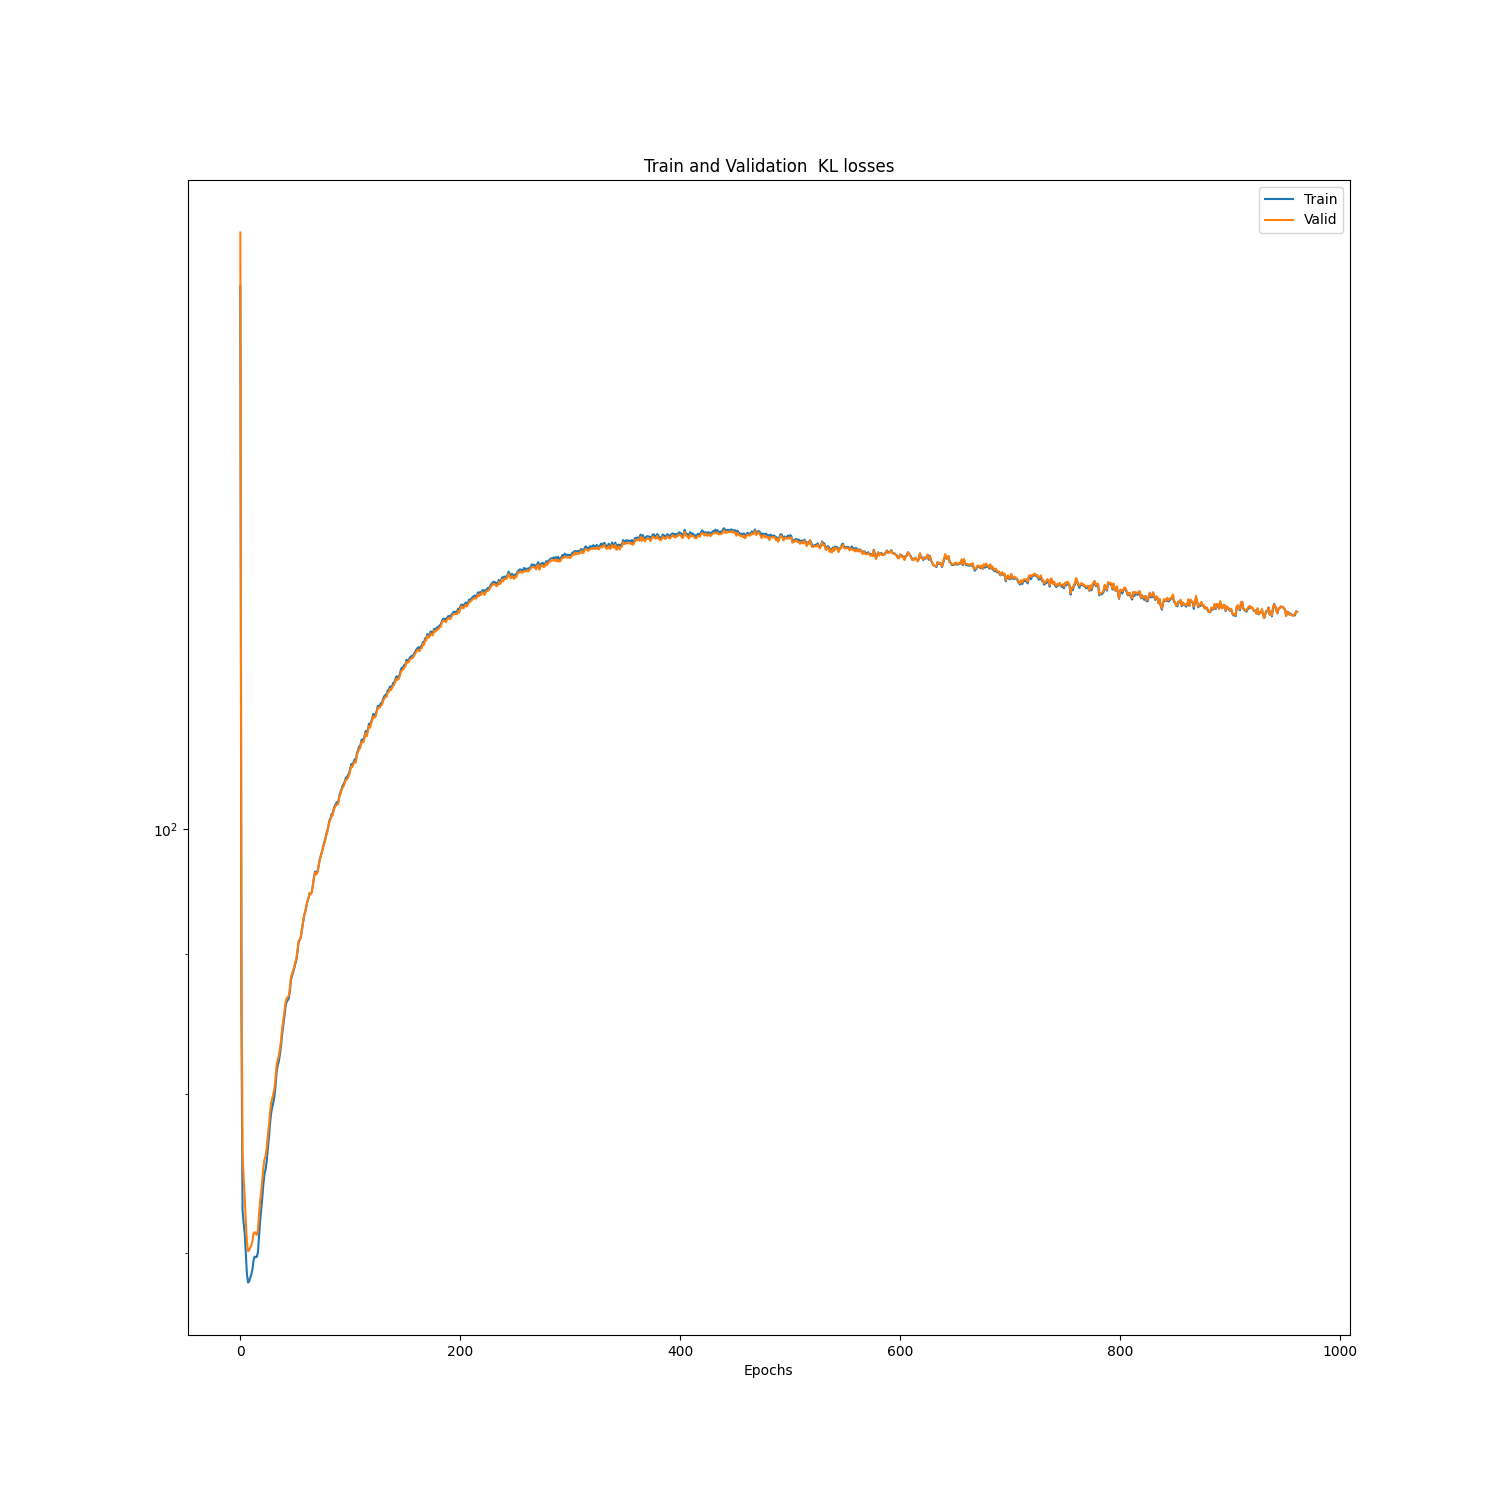 Train and Validation  KL losses
Train
Valid
10²
0 200 400 600 800 1000
Epochs